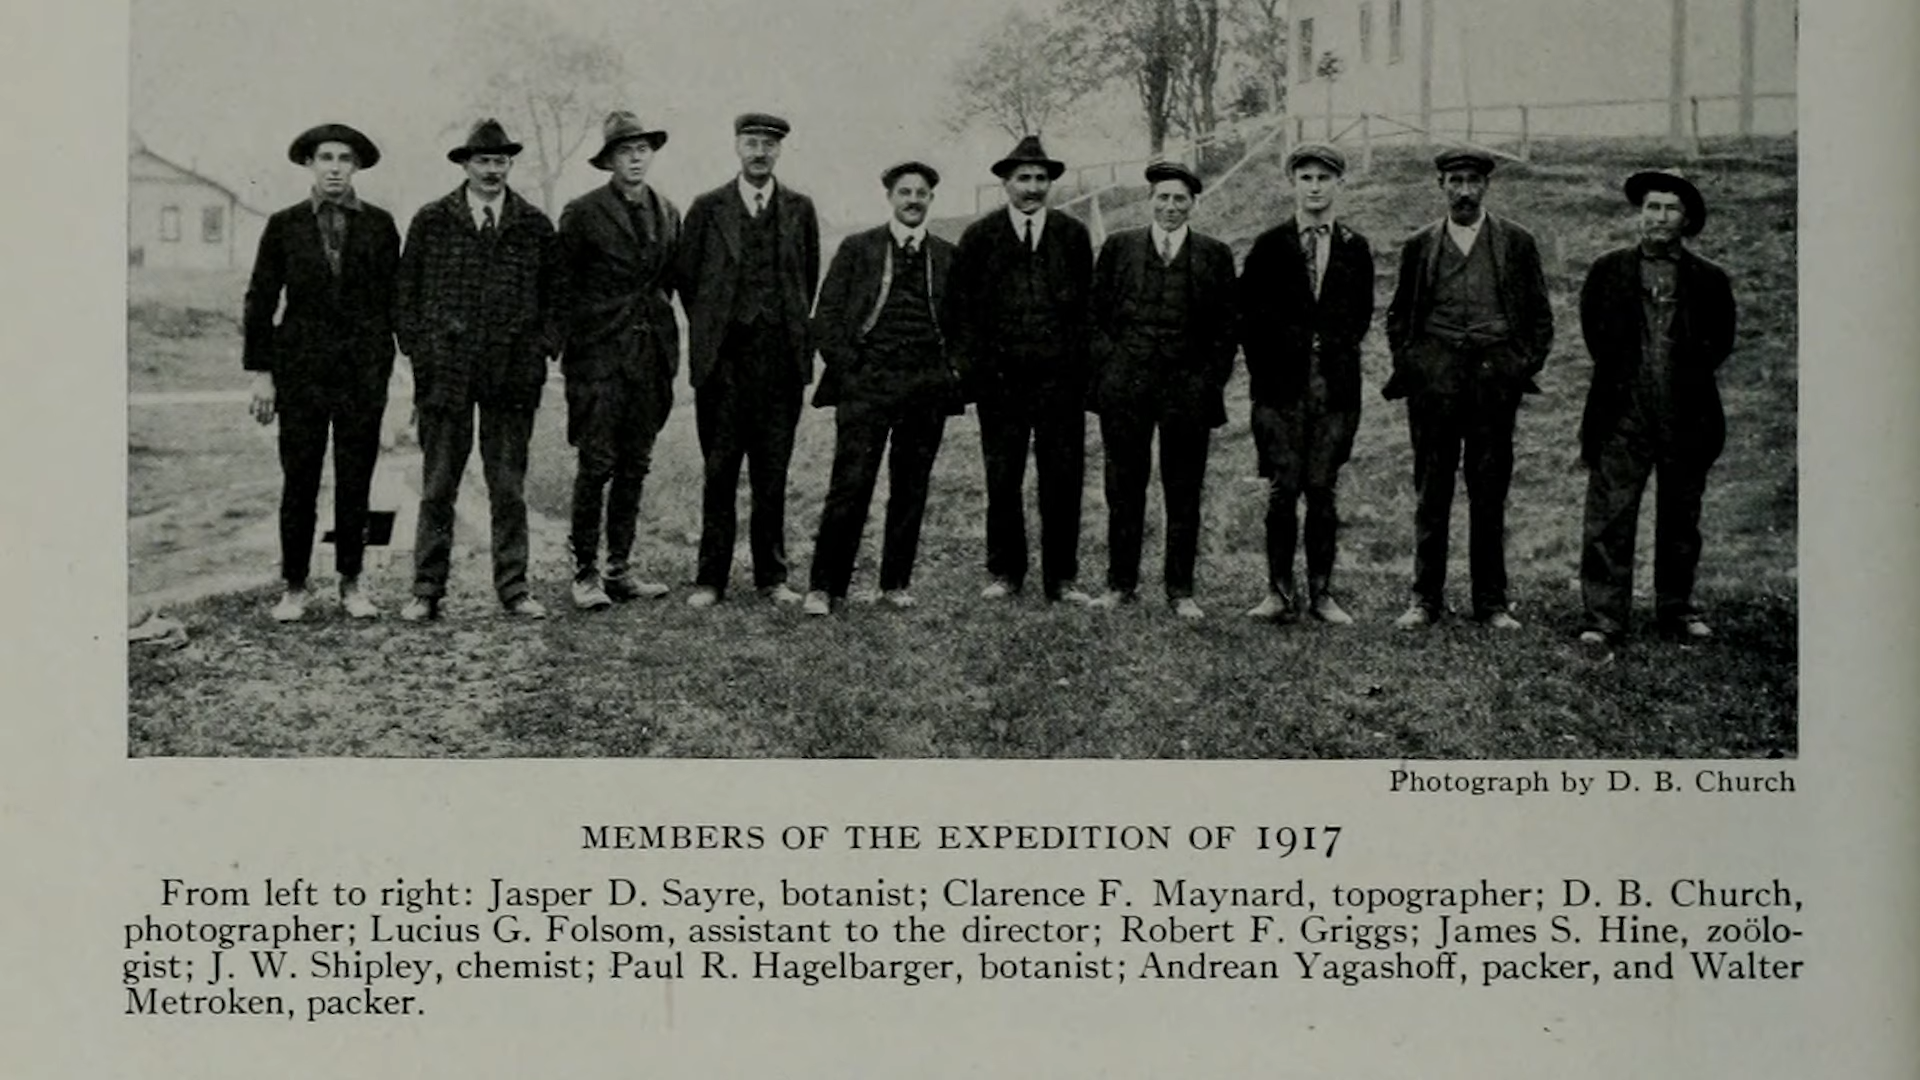 Photograph by D. B. Church
MEMBERS OF THE EXPEDITION OF 1917
From left to right: Jasper D. Sayre, botanist; Clarence F. Maynard, topographer; D. B. Church,
photographer; Lucius G. Folsom, assistant to the director; Robert F. Griggs; James S. Hine, zoölo-
gist; J. W. Shipley, chemist; Paul R. Hagelbarger, botanist; Andrean Yagashoff, packer, and Walter
Metroken, packer.